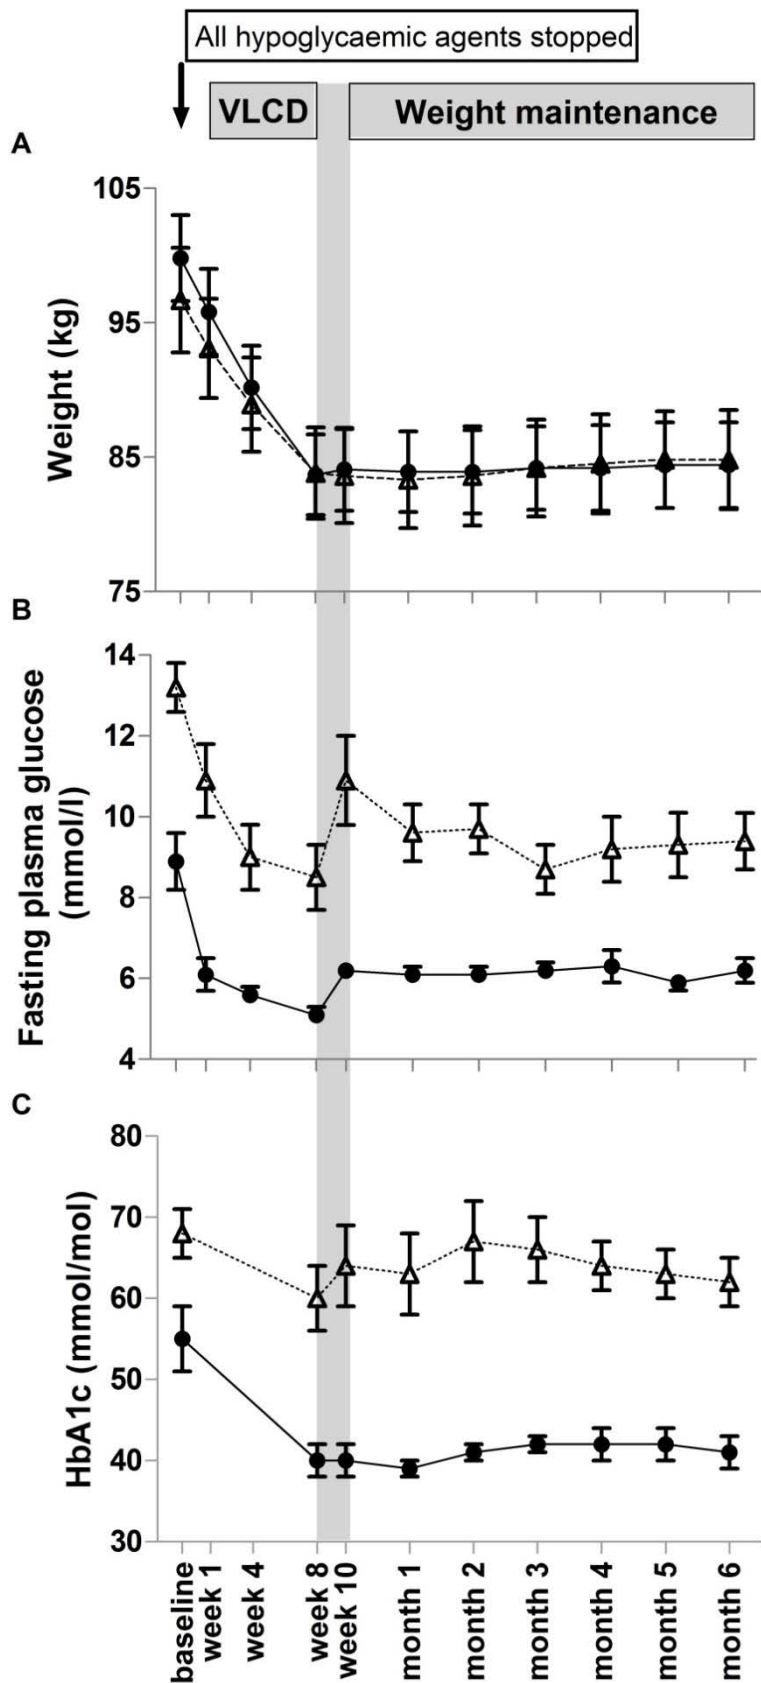 All hypoglycaemic agents stopped
VLCD
Weight maintenance
A
105
95
85
75
Weight (kg)
B
14
12
10
8
6
4
Fasting plasma glucose
(mmol/l)
C
80
70
60
50
40
30
HbA1c (mmol/mol)
baseline
week 1
week 4
week 8
week 10
month 1
month 2
month 3
month 4
month 5
month 6